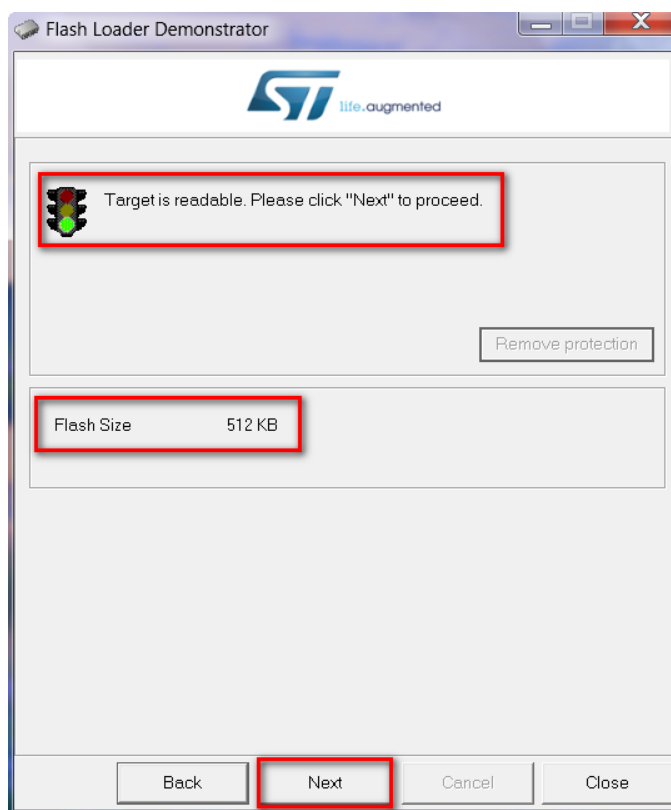 Flash Loader Demonstrator
ST life.augmented
Target is readable. Please click "Next" to proceed.
Remove protection
Flash Size 512 KB
Back Next Cancel Close